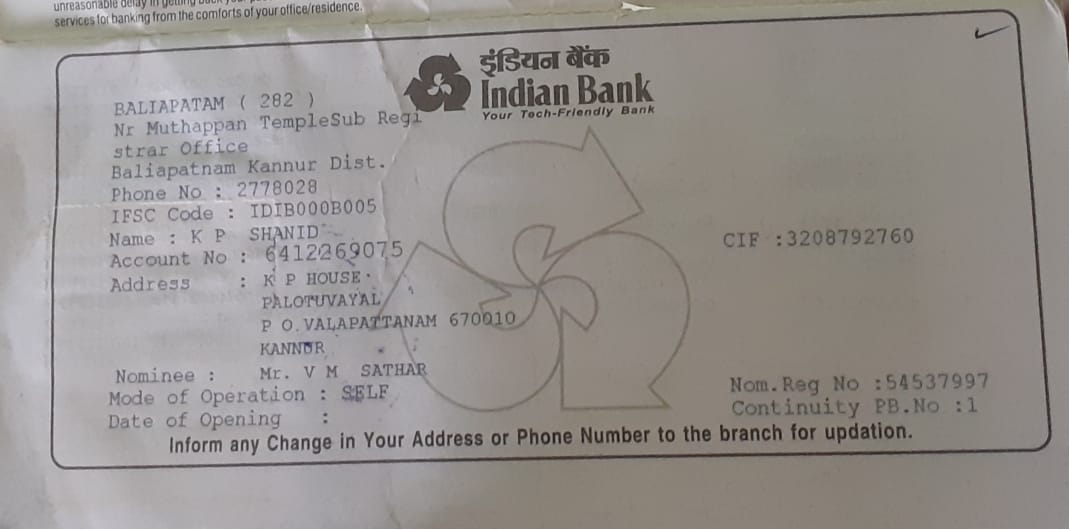 unreasonable delay in getting back your
services for banking from the comforts of your office/residence.
इंडियन बैंक
Indian Bank
Your Tech-Friendly Bank
BALIAPATAM ( 282 )
Nr Muthappan TempleSub Regi
strar Office
Baliapatnam Kannur Dist.
Phone No : 2778028
IFSC Code : IDIB000B005
Name : K P SHANID
CIF :3208792760
Account No : 6412269075
Address : K P HOUSE
PALOTUVAYAL
P O.VALAPATTANAM 670010
KANNUR
Nominee : Mr. V M SATHAR
Mode of Operation : SELF
Nom.Reg No :54537997
Date of Opening :
Continuity PB.No :1
Inform any Change in Your Address or Phone Number to the branch for updation.